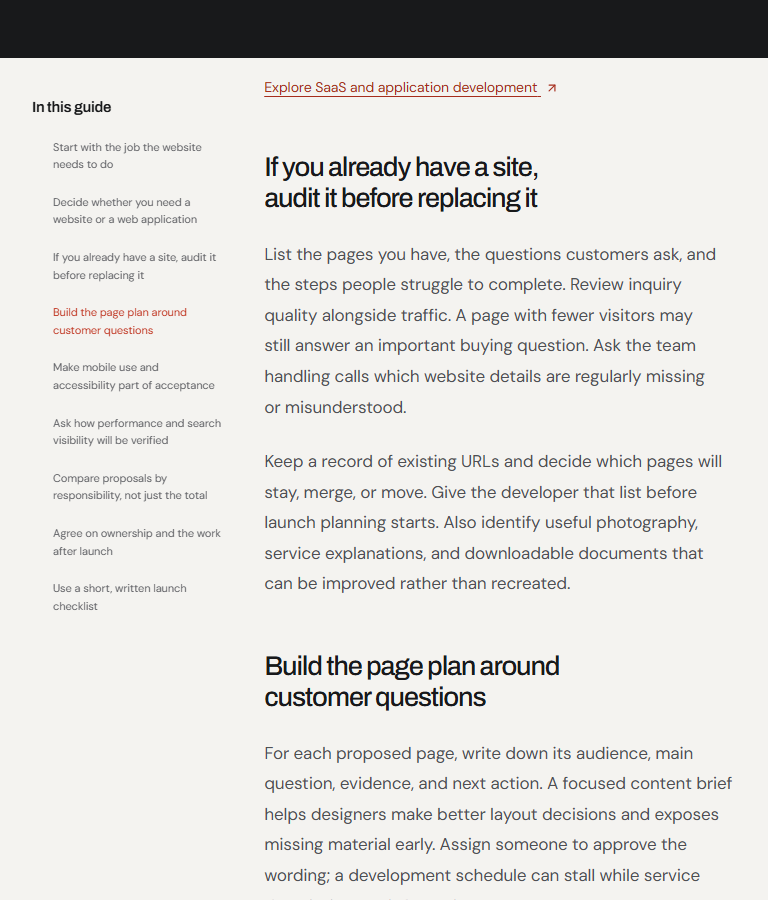 Explore SaaS and application development ↗
In this guide
Start with the job the website
needs to do
Decide whether you need a
website or a web application
If you already have a site, audit it
before replacing it
Build the page plan around
customer questions
Make mobile use and
accessibility part of acceptance
Ask how performance and search
visibility will be verified
Compare proposals by
responsibility, not just the total
Agree on ownership and the work
after launch
Use a short, written launch
checklist
If you already have a site,
audit it before replacing it
List the pages you have, the questions customers ask, and
the steps people struggle to complete. Review inquiry
quality alongside traffic. A page with fewer visitors may
still answer an important buying question. Ask the team
handling calls which website details are regularly missing
or misunderstood.
Keep a record of existing URLs and decide which pages will
stay, merge, or move. Give the developer that list before
launch planning starts. Also identify useful photography,
service explanations, and downloadable documents that
can be improved rather than recreated.
Build the page plan around
customer questions
For each proposed page, write down its audience, main
question, evidence, and next action. A focused content brief
helps designers make better layout decisions and exposes
missing material early. Assign someone to approve the
wording; a development schedule can stall while service